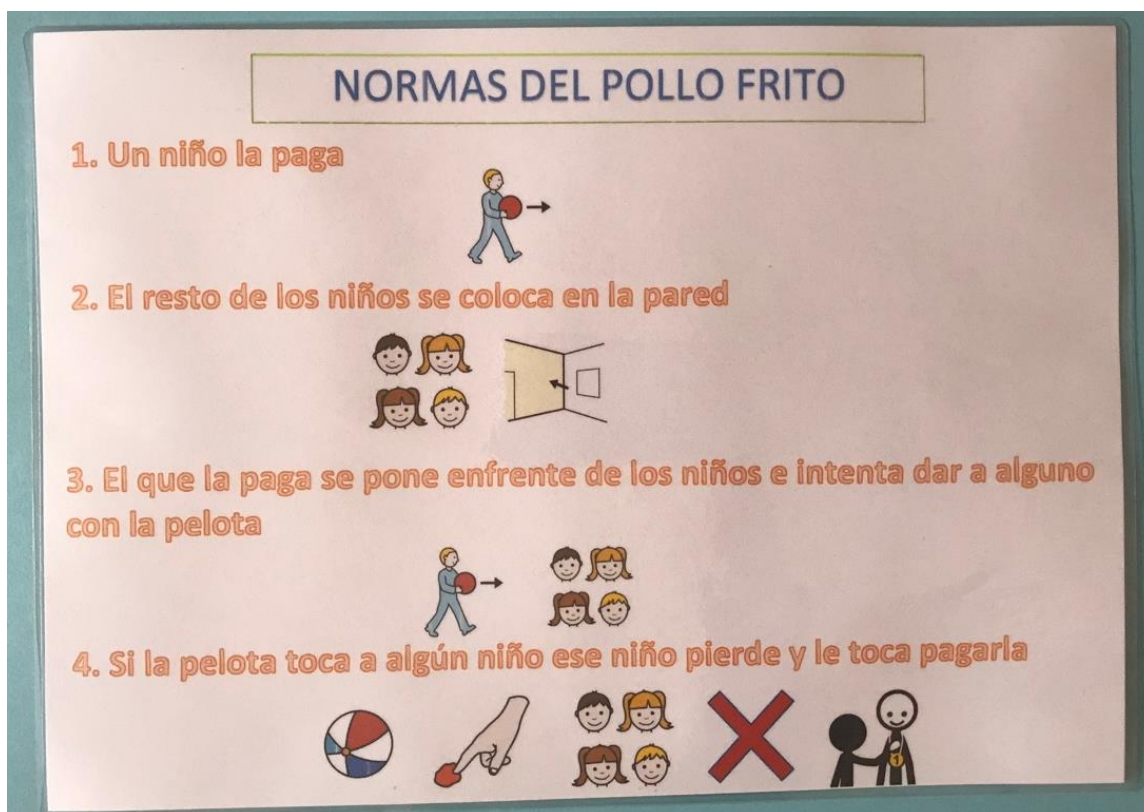 NORMAS DEL POLLO FRITO
1. Un niño la paga
2. El resto de los niños se coloca en la pared
3. El que la paga se pone enfrente de los niños e intenta dar a alguno
con la pelota
4. Si la pelota toca a algún niño ese niño pierde y le toca pagarla
1